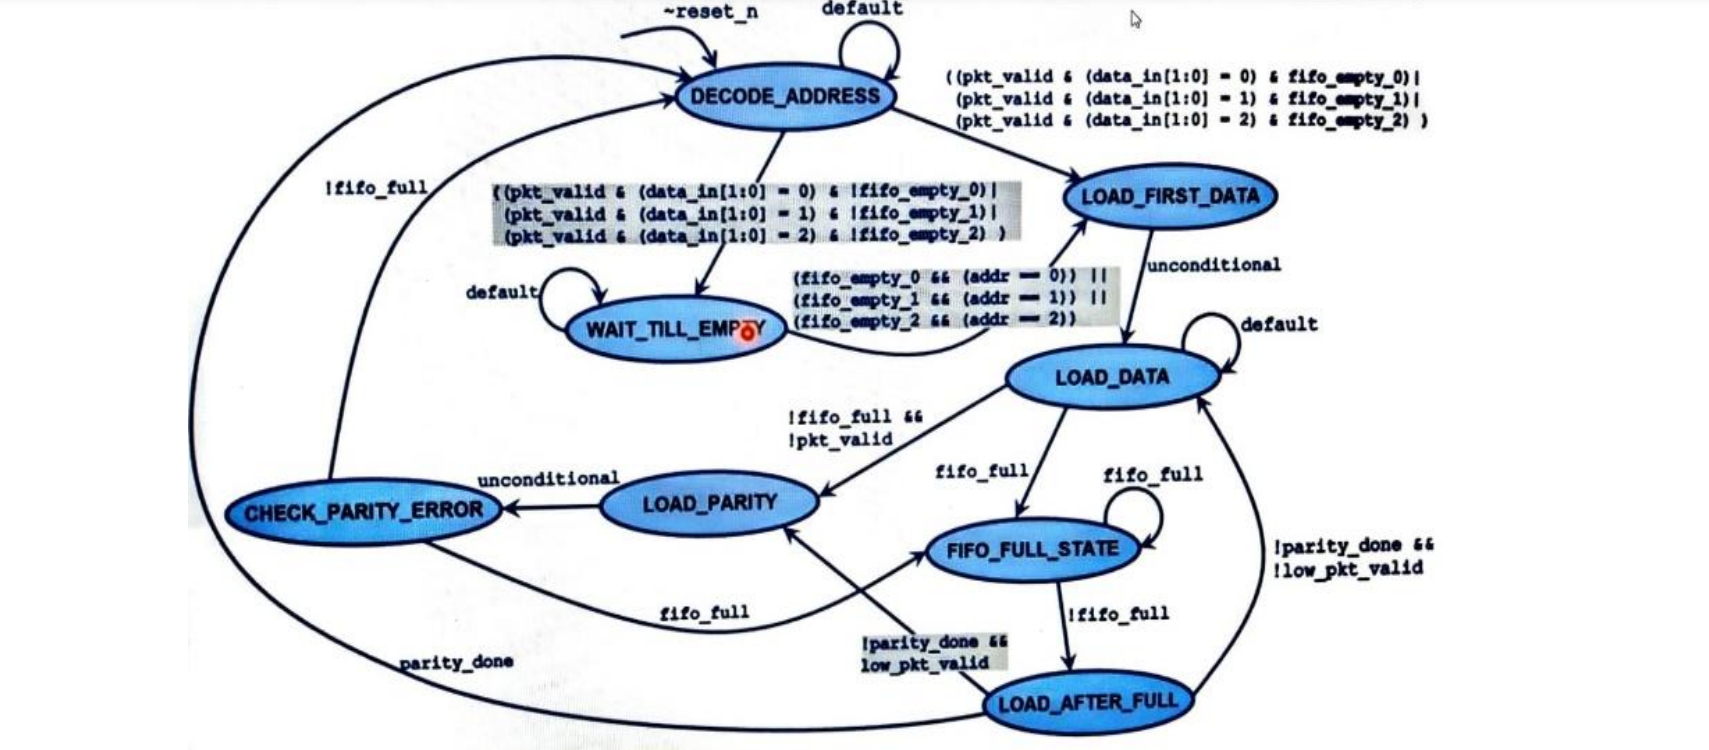 ~reset_n
default
DECODE_ADDRESS
((pkt_valid & (data_in[1:0] = 0) & fifo_empty_0)|
(pkt_valid & (data_in[1:0] = 1) & fifo_empty_1)|
(pkt_valid & (data_in[1:0] = 2) & fifo_empty_2) )
!fifo_full
((pkt_valid & (data_in[1:0] = 0) & !fifo_empty_0)|
(pkt_valid & (data_in[1:0] = 1) & !fifo_empty_1)|
(pkt_valid & (data_in[1:0] = 2) & !fifo_empty_2) )
LOAD_FIRST_DATA
unconditional
(fifo_empty_0 && (addr == 0)) ||
(fifo_empty_1 && (addr == 1)) ||
(fifo_empty_2 && (addr == 2))
default
WAIT_TILL_EMPTY
default
LOAD_DATA
!fifo_full &&
!pkt_valid
fifo_full
fifo_full
unconditional
CHECK_PARITY_ERROR
LOAD_PARITY
FIFO_FULL_STATE
!parity_done &&
!low_pkt_valid
fifo_full
!fifo_full
!parity_done &&
low_pkt_valid
parity_done
LOAD_AFTER_FULL